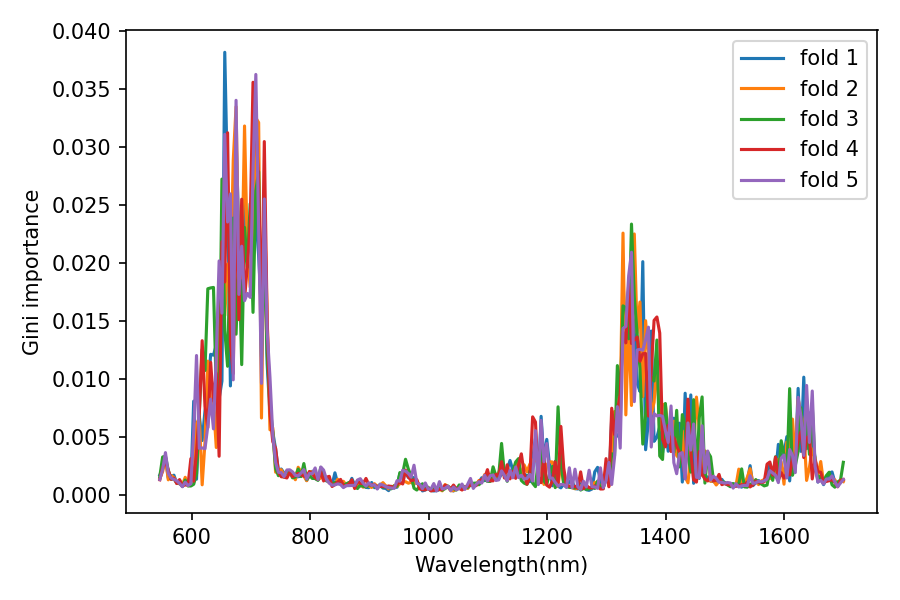 0.040
0.035
0.030
0.025
0.020
0.015
0.010
0.005
0.000
Gini importance
600 800 1000 1200 1400 1600
Wavelength(nm)
fold 1
fold 2
fold 3
fold 4
fold 5